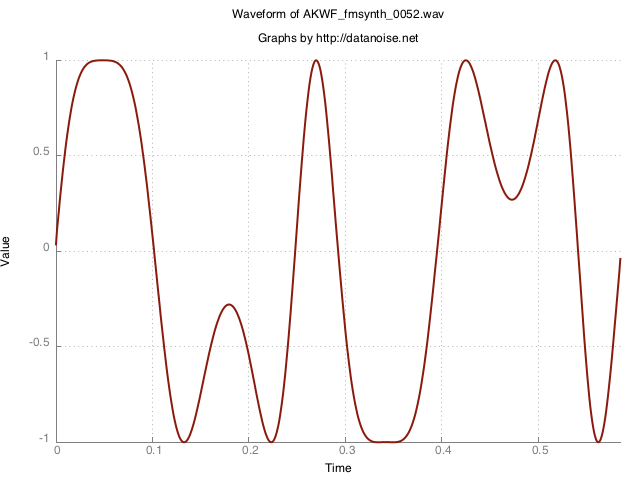 Waveform of AKWF_fmsynth_0052.wav
Graphs by http://datanoise.net
1
0.5
0
-0.5
-1
Value
0 0.1 0.2 0.3 0.4 0.5
Time